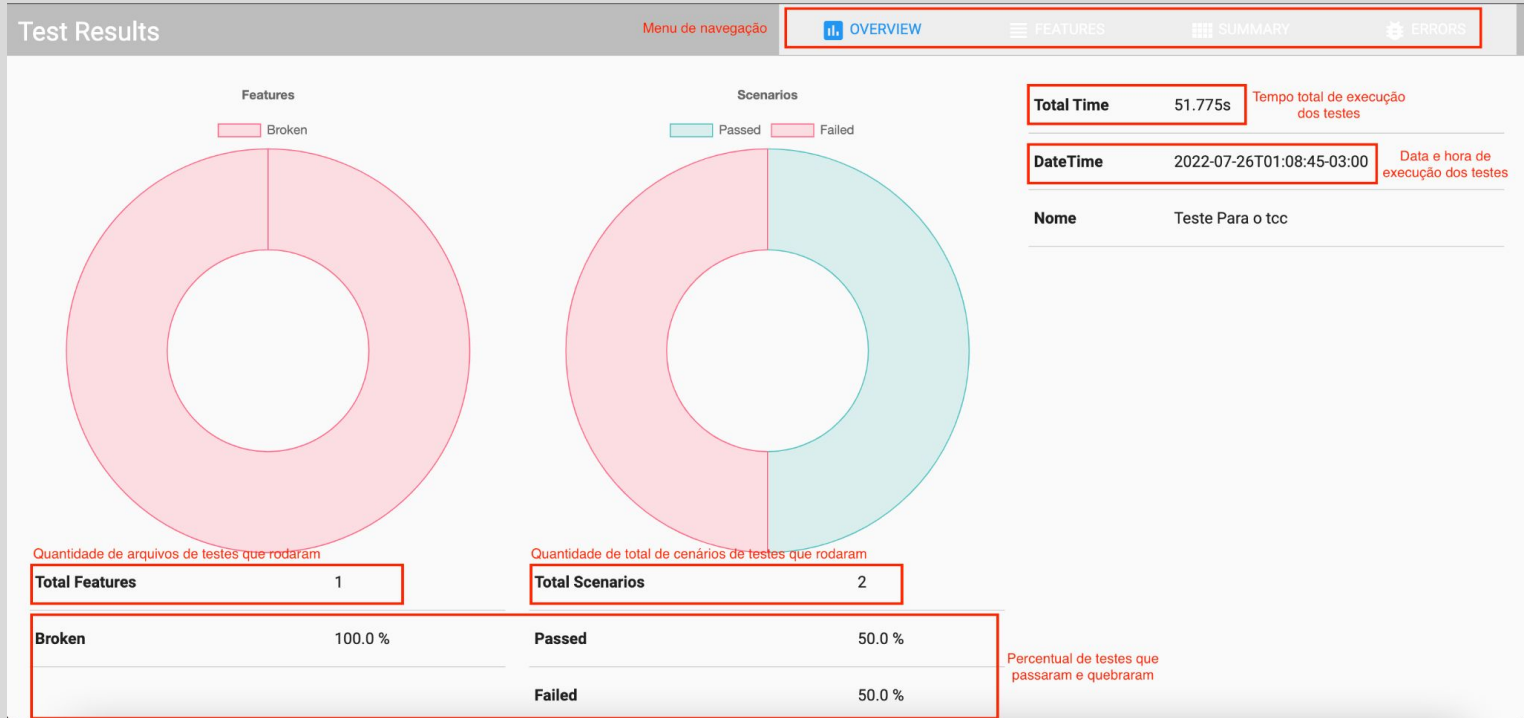 Test Results
Menu de navegação
OVERVIEW
FEATURES
SUMMARY
ERRORS
Features
Broken
Scenarios
Passed
Failed
Total Time 51.775s
Tempo total de execução
dos testes
DateTime 2022-07-26T01:08:45-03:00
Data e hora de
execução dos testes
Nome Teste Para o tcc
Quantidade de arquivos de testes que rodaram
Total Features 1
Broken 100.0 %
Quantidade de total de cenários de testes que rodaram
Total Scenarios 2
Passed 50.0 %
Failed 50.0 %
Percentual de testes que
passaram e quebraram